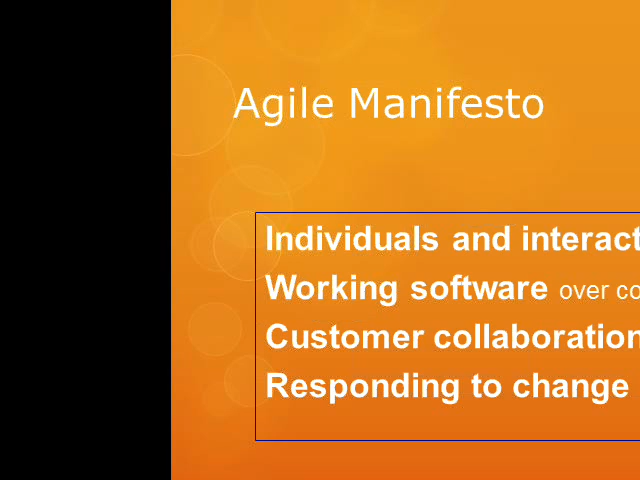 Agile Manifesto
Individuals and interact
Working software over co
Customer collaboration
Responding to change